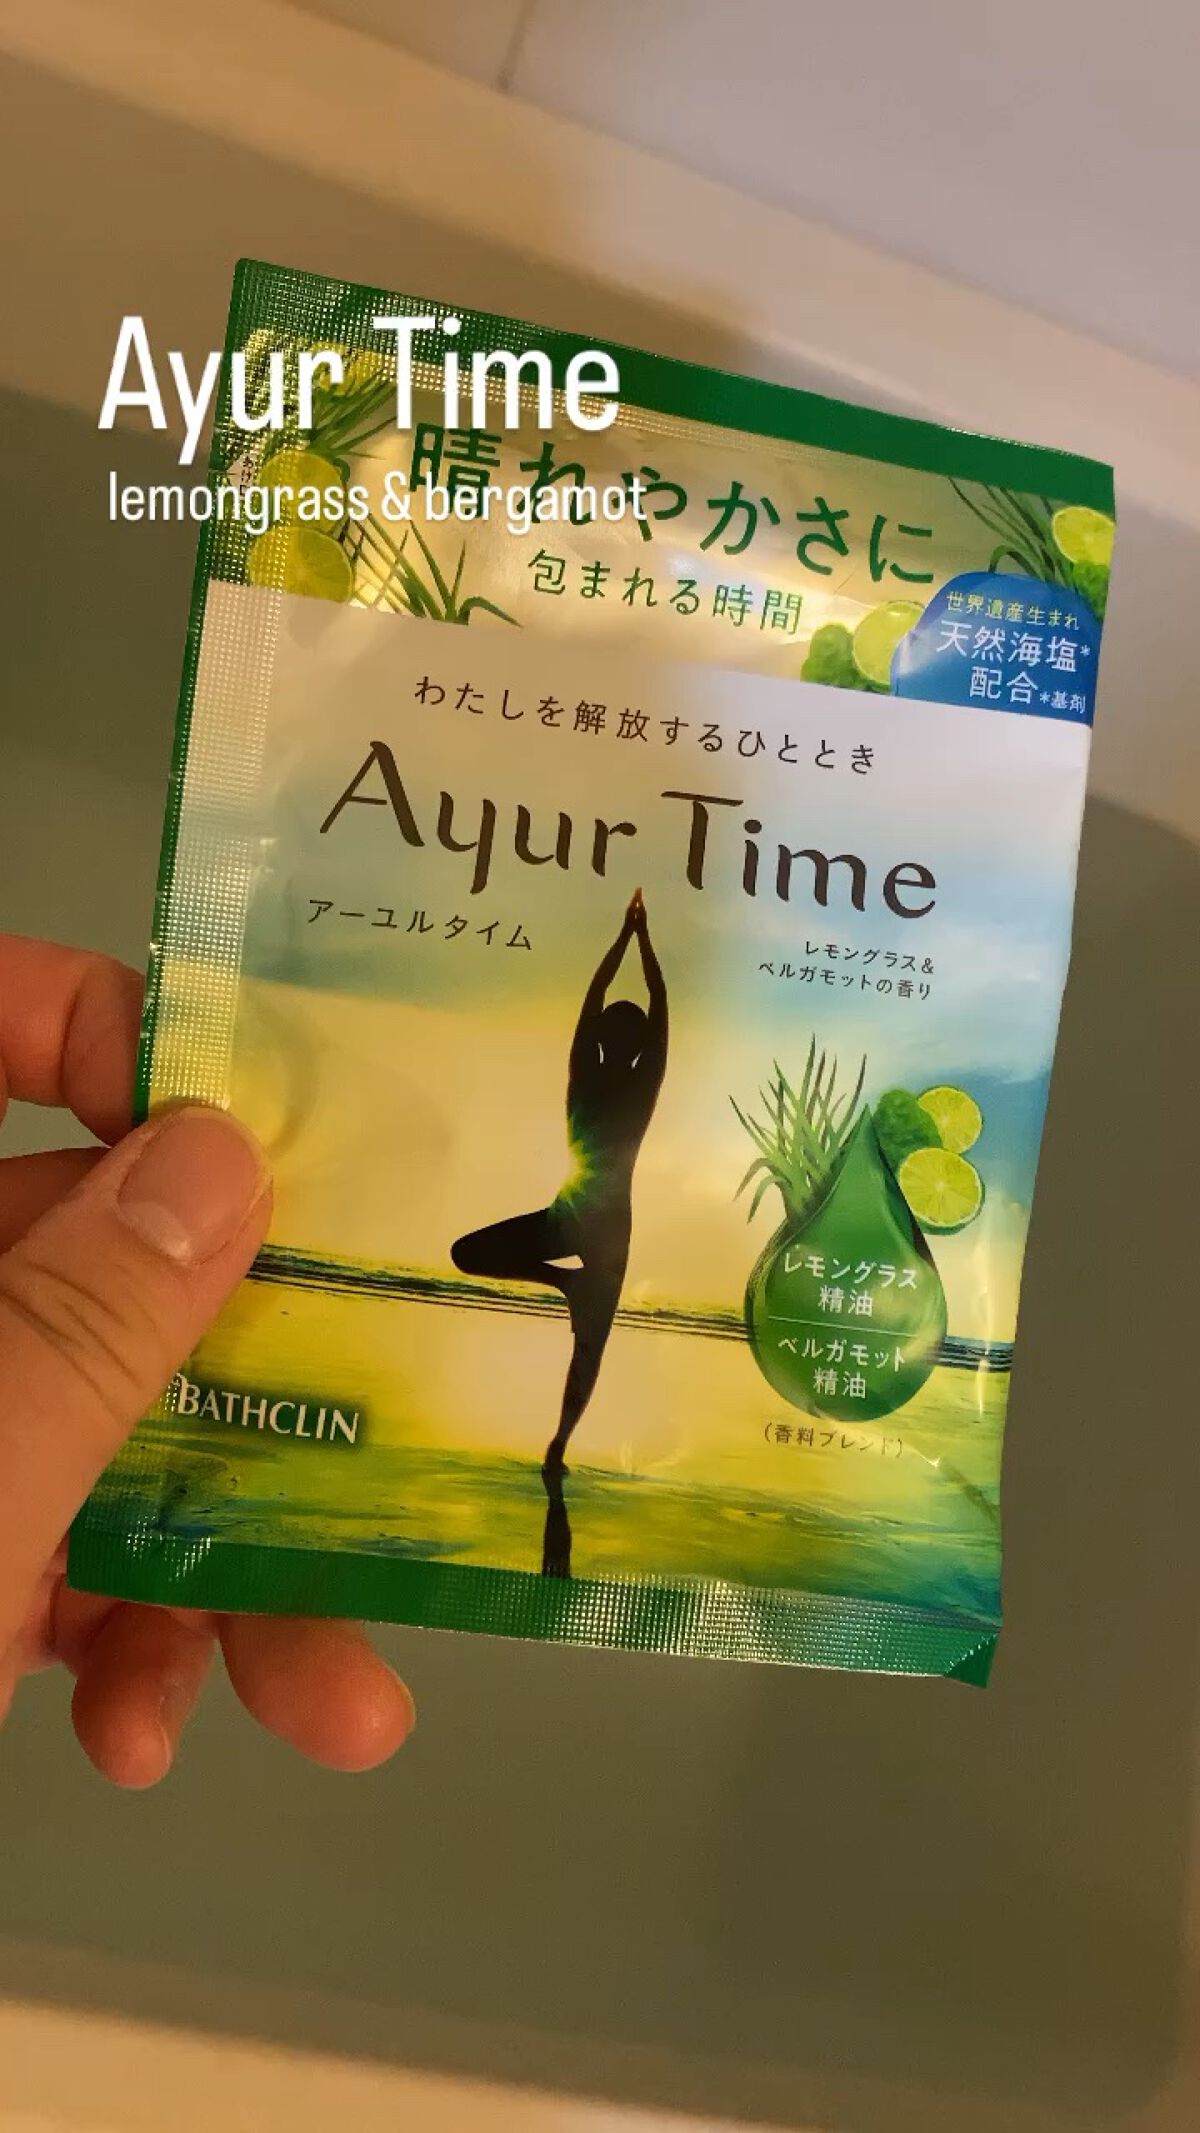 Ayur Time
lemongrass & bergamot
晴れやかさに
包まれる時間
世界遺産生まれ
天然海塩*
配合*基剤
わたしを解放するひととき
Ayur Time
アーユルタイム
レモングラス&
ベルガモットの香り
レモングラス
精油
ベルガモット
精油
(香料ブレンド)
BATHCLIN